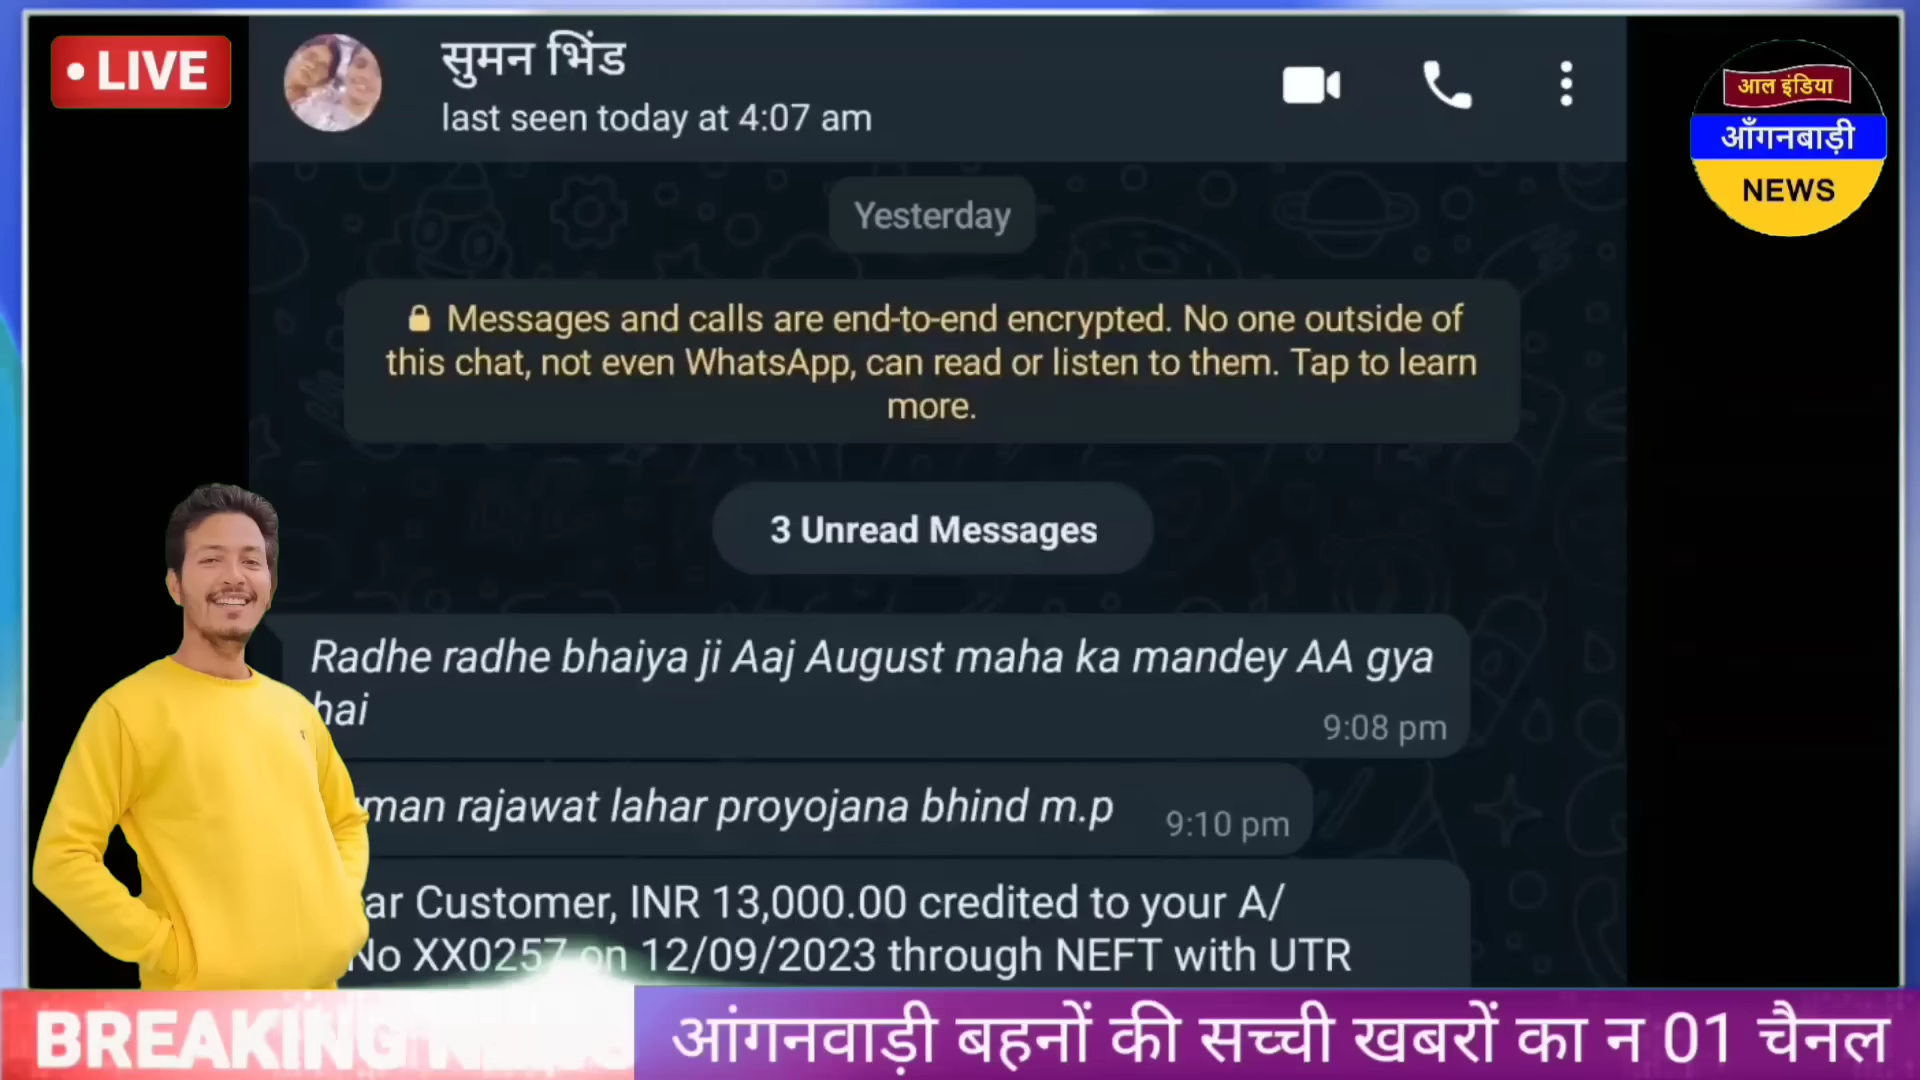 • LIVE
सुमन भिंड
last seen today at 4:07 am
आल इंडिया
आँगनबाड़ी
NEWS
Yesterday
Messages and calls are end-to-end encrypted. No one outside of
this chat, not even WhatsApp, can read or listen to them. Tap to learn
more.
3 Unread Messages
Radhe radhe bhaiya ji Aaj August maha ka mandey AA gya
hai
9:08 pm
rajawat lahar proyojana bhind m.p
9:10 pm
Customer, INR 13,000.00 credited to your A/
No XX0257 on 12/09/2023 through NEFT with UTR
BREAKING NEWS
आंगनवाड़ी बहनों की सच्ची खबरों का न 01 चैनल